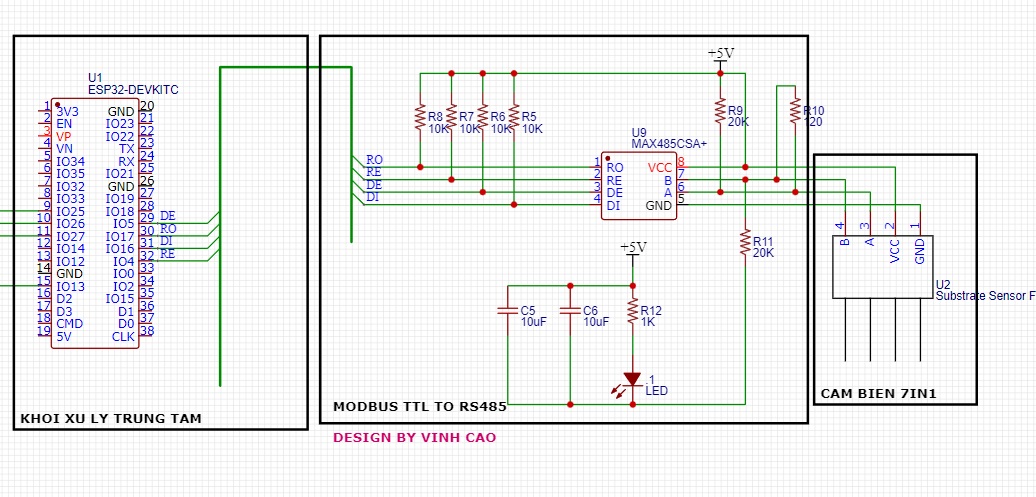 U1
ESP32-DEVKITC
1 3V3 GND 20
2 EN IO23 21
3 VP IO22 22
4 VN TX 23
5 IO34 RX 24
6 IO35 IO21 25
7 IO32 GND 26
8 IO33 IO19 27
9 IO25 IO18 28
10 IO26 IO5 29 DE
11 IO27 IO17 30 RO
12 IO14 IO16 31 DI
13 IO12 IO4 32 RE
14 GND IO0 33
15 IO13 IO2 34
16 D2 IO15 35
17 D3 D1 36
18 CMD D0 37
19 5V CLK 38
KHOI XU LY TRUNG TAM
+5V
R8
10K
R7
10K
R6
10K
R5
10K
R9
20K
R10
120
U9
MAX485CSA+
RO 1 RO VCC 8
RE 2 RE B 7
DE 3 DE A 6
DI 4 DI GND 5
R11
20K
+5V
C5
10uF
C6
10uF
R12
1K
.1
LED
MODBUS TTL TO RS485
DESIGN BY VINH CAO
4 3 2 1
B A VCC GND
U2
Substrate Sensor F
CAM BIEN 7IN1